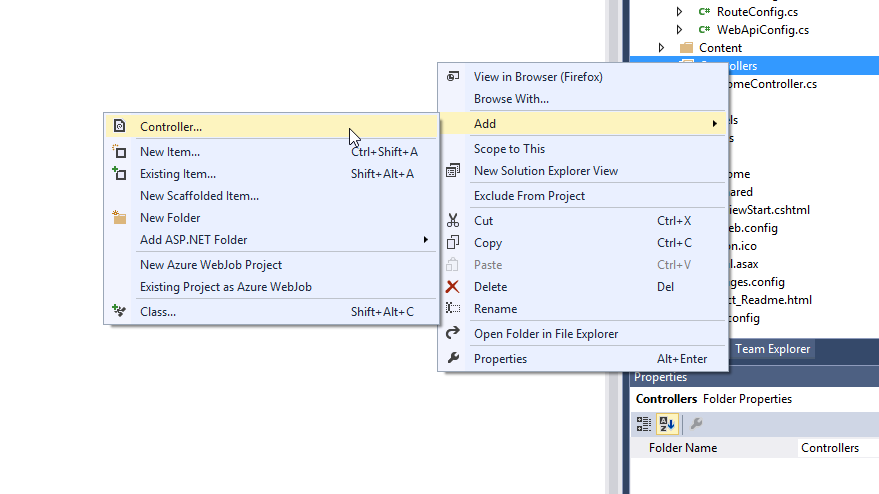 C# RouteConfig.cs
C# WebApiConfig.cs
Content
ollers
omeController.cs
els
s
ome
ared
iewStart.cshtml
eb.config
on.ico
l.asax
ges.config
ct_Readme.html
config
View in Browser (Firefox)
Browse With...
Add
Scope to This
New Solution Explorer View
Exclude From Project
Cut Ctrl+X
Copy Ctrl+C
Paste Ctrl+V
Delete Del
Rename
Open Folder in File Explorer
Properties Alt+Enter
Controller...
New Item... Ctrl+Shift+A
Existing Item... Shift+Alt+A
New Scaffolded Item...
New Folder
Add ASP.NET Folder
New Azure WebJob Project
Existing Project as Azure WebJob
Class... Shift+Alt+C
Team Explorer
Properties
Controllers Folder Properties
Folder Name Controllers